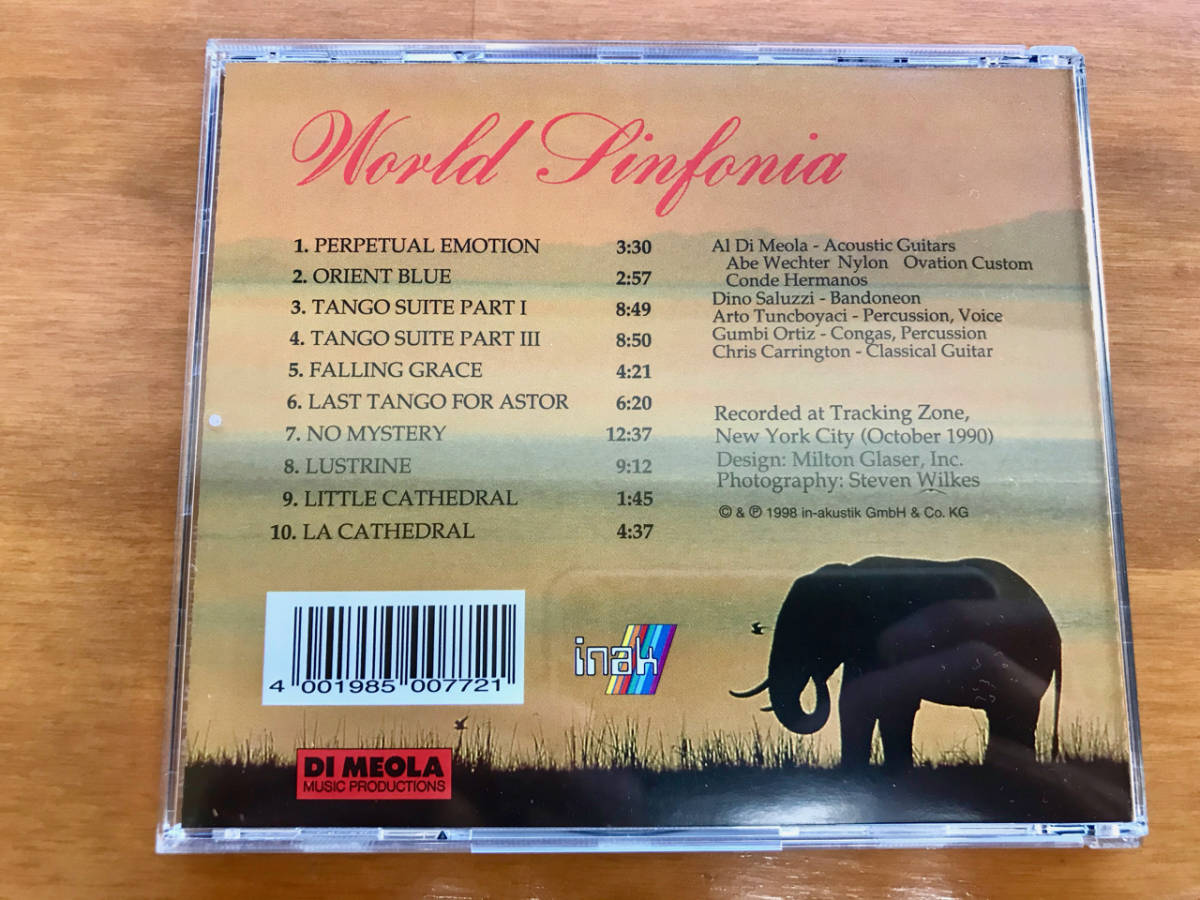 World Sinfonia
1. PERPETUAL EMOTION 3:30
2. ORIENT BLUE 2:57
3. TANGO SUITE PART I 8:49
4. TANGO SUITE PART III 8:50
5. FALLING GRACE 4:21
6. LAST TANGO FOR ASTOR 6:20
7. NO MYSTERY 12:37
8. LUSTRINE 9:12
9. LITTLE CATHEDRAL 1:45
10. LA CATHEDRAL 4:37
Al Di Meola - Acoustic Guitars
Abe Wechter Nylon Ovation Custom
Conde Hermanos
Dino Saluzzi - Bandoneon
Arto Tuncboyaci - Percussion, Voice
Gumbi Ortiz - Congas, Percussion
Chris Carrington - Classical Guitar
Recorded at Tracking Zone,
New York City (October 1990)
Design: Milton Glaser, Inc.
Photography: Steven Wilkes
© & ℗ 1998 in-akustik GmbH & Co. KG
4 001985 007721
inak
DI MEOLA
MUSIC PRODUCTIONS